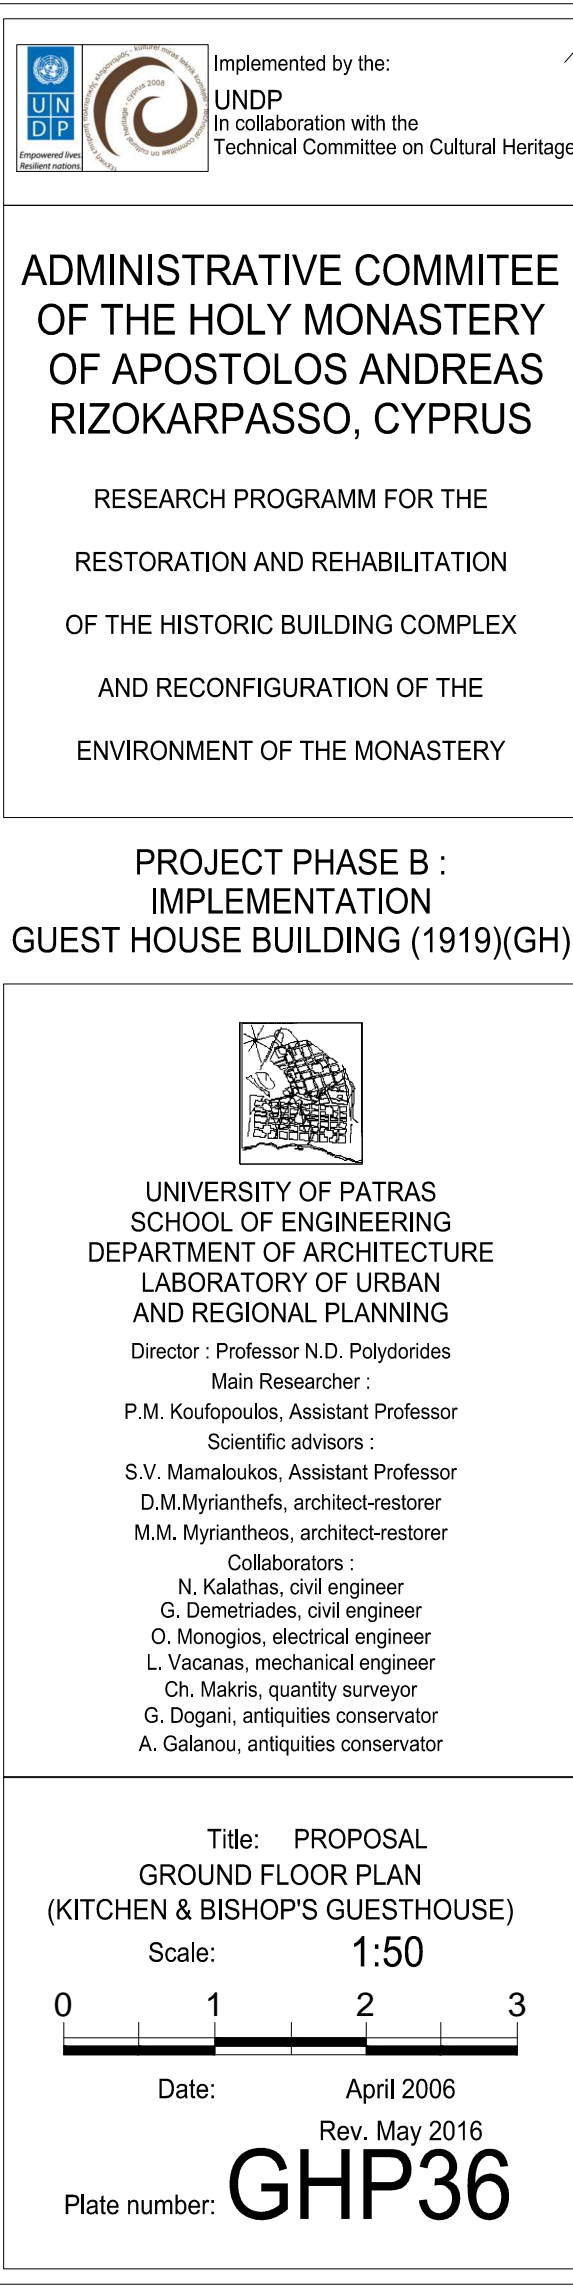 Implemented by the:
UNDP
In collaboration with the
Technical Committee on Cultural Heritage
U N
D P
Empowered lives.
Resilient nations.
cyprus 2008
ADMINISTRATIVE COMMITEE
OF THE HOLY MONASTERY
OF APOSTOLOS ANDREAS
RIZOKARPASSO, CYPRUS
RESEARCH PROGRAMM FOR THE
RESTORATION AND REHABILITATION
OF THE HISTORIC BUILDING COMPLEX
AND RECONFIGURATION OF THE
ENVIRONMENT OF THE MONASTERY
PROJECT PHASE B :
IMPLEMENTATION
GUEST HOUSE BUILDING (1919)(GH)
UNIVERSITY OF PATRAS
SCHOOL OF ENGINEERING
DEPARTMENT OF ARCHITECTURE
LABORATORY OF URBAN
AND REGIONAL PLANNING
Director : Professor N.D. Polydorides
Main Researcher :
P.M. Koufopoulos, Assistant Professor
Scientific advisors :
S.V. Mamaloukos, Assistant Professor
D.M.Myrianthefs, architect-restorer
M.M. Myriantheos, architect-restorer
Collaborators :
N. Kalathas, civil engineer
G. Demetriades, civil engineer
O. Monogios, electrical engineer
L. Vacanas, mechanical engineer
Ch. Makris, quantity surveyor
G. Dogani, antiquities conservator
A. Galanou, antiquities conservator
Title: PROPOSAL
GROUND FLOOR PLAN
(KITCHEN & BISHOP'S GUESTHOUSE)
Scale: 1:50
0 1 2 3
Date: April 2006
Rev. May 2016
Plate number: GHP36